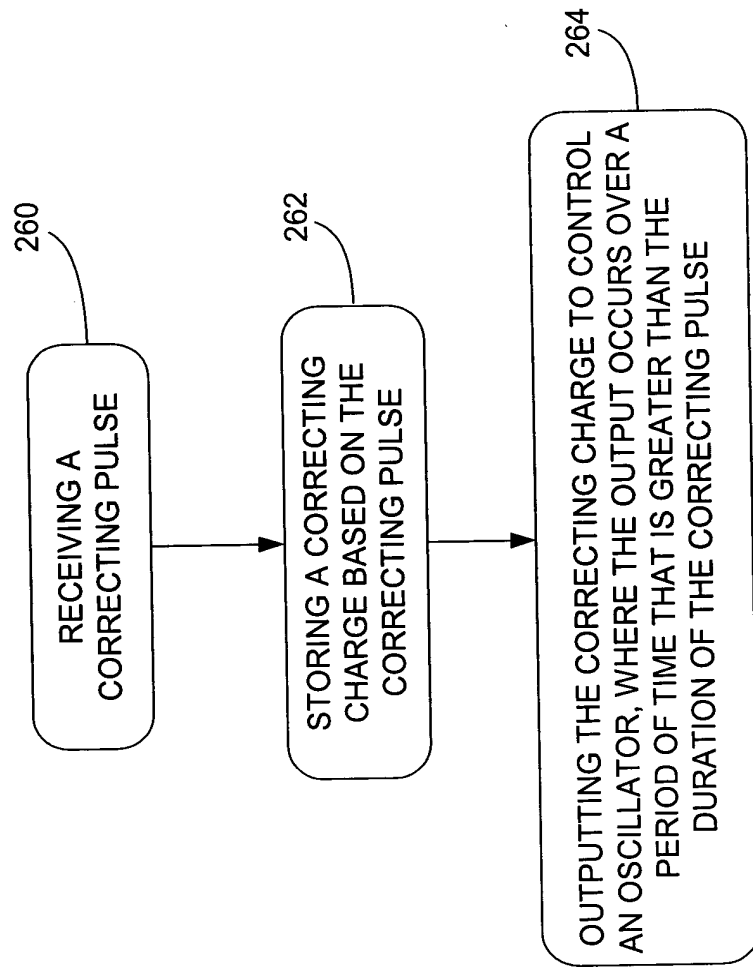 260
RECEIVING A
CORRECTING PULSE
262
STORING A CORRECTING
CHARGE BASED ON THE
CORRECTING PULSE
264
OUTPUTTING THE CORRECTING CHARGE TO CONTROL
AN OSCILLATOR, WHERE THE OUTPUT OCCURS OVER A
PERIOD OF TIME THAT IS GREATER THAN THE
DURATION OF THE CORRECTING PULSE